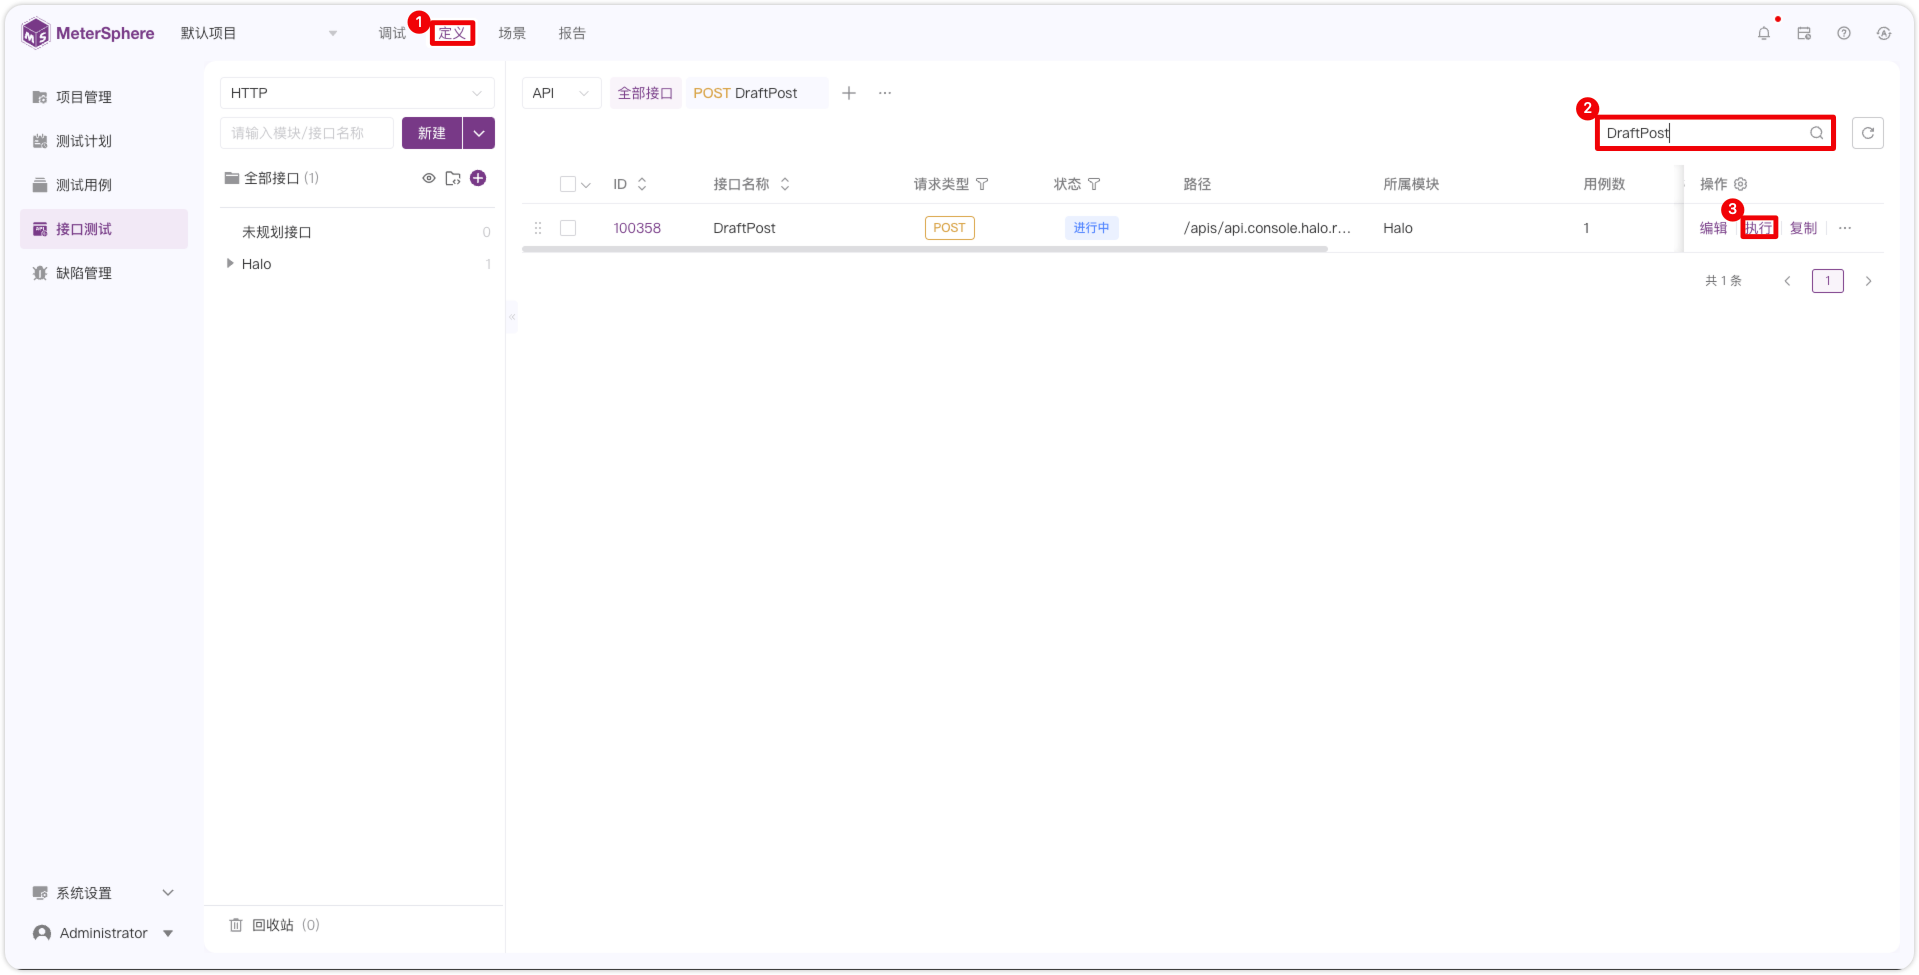 MeterSphere
默认项目
调试
1
定义
场景
报告
项目管理
测试计划
测试用例
接口测试
缺陷管理
系统设置
Administrator
HTTP
请输入模块/接口名称
新建
全部接口 (1)
未规划接口 0
Halo 1
回收站 (0)
API
全部接口
POST DraftPost
2
DraftPost
ID 接口名称 请求类型 状态 路径 所属模块 用例数 操作
3
100358 DraftPost POST 进行中 /apis/api.console.halo.r... Halo 1 编辑 执行 复制
共 1 条
1